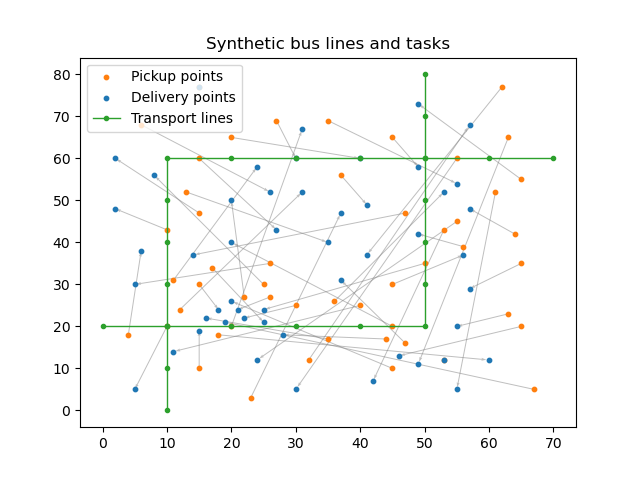 Synthetic bus lines and tasks
Pickup points
Delivery points
Transport lines
80
70
60
50
40
30
20
10
0
0 10 20 30 40 50 60 70